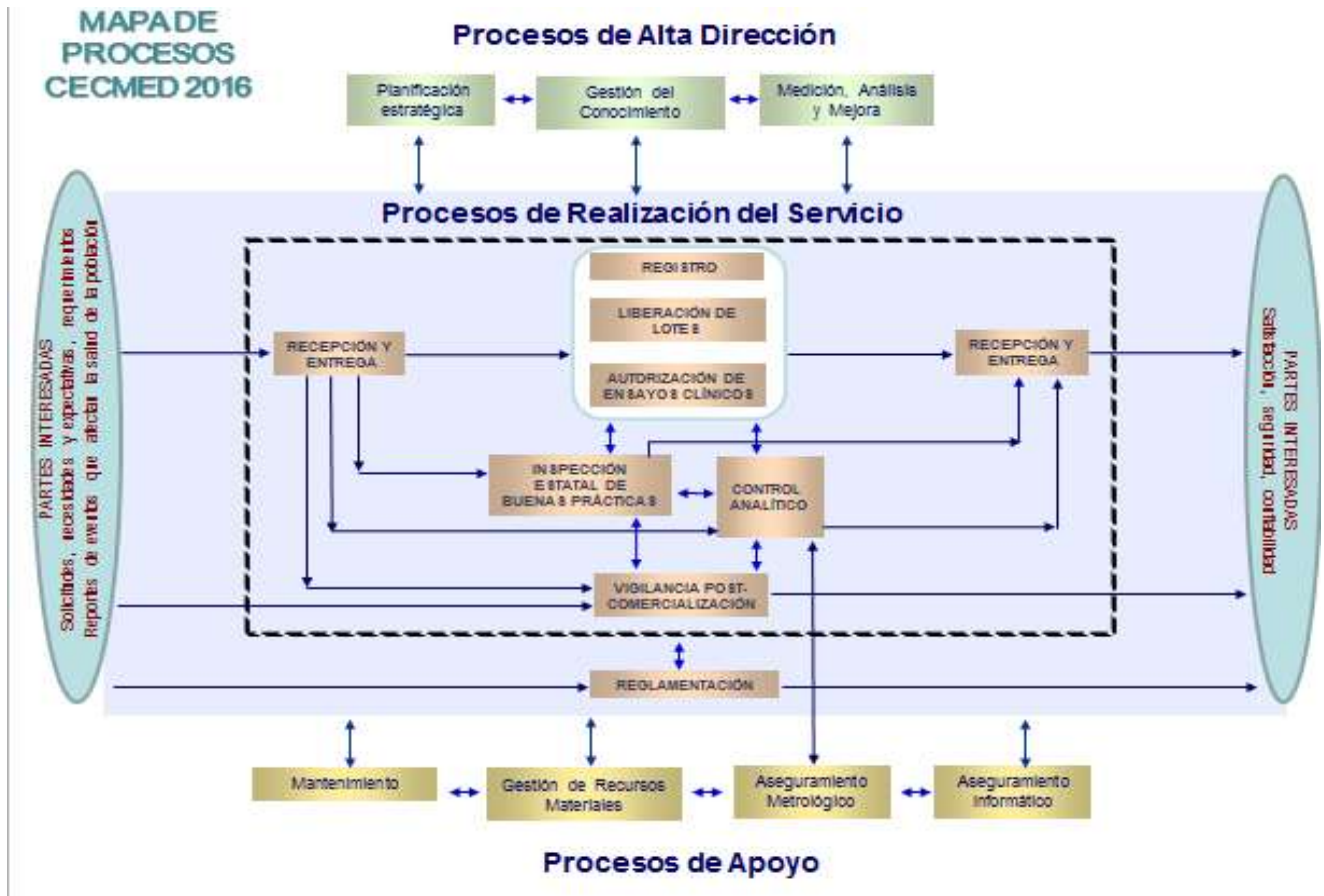 MAPA DE
PROCESOS
CECMED 2016
Procesos de Alta Dirección
Planificación
estratégica
Gestión del
Conocimiento
Medición, Análisis
y Mejora
Procesos de Realización del Servicio
PARTES INTERESADAS
Solicitudes, necesidades y expectativas, requerimientos
Reportes de eventos que afectan la salud de la población
RECEPCIÓN Y
ENTREGA
REGISTRO
LIBERACIÓN DE
LOTES
AUTORIZACIÓN DE
ENSAYOS CLÍNICOS
RECEPCIÓN Y
ENTREGA
INSPECCIÓN
ESTATAL DE
BUENAS PRÁCTICAS
CONTROL
ANALÍTICO
VIGILANCIA POST-
COMERCIALIZACIÓN
REGLAMENTACIÓN
PARTES INTERESADAS
Satisfacción, seguridad, confiabilidad
Mantenimiento
Gestión de Recursos
Materiales
Aseguramiento
Metrológico
Aseguramiento
Informático
Procesos de Apoyo